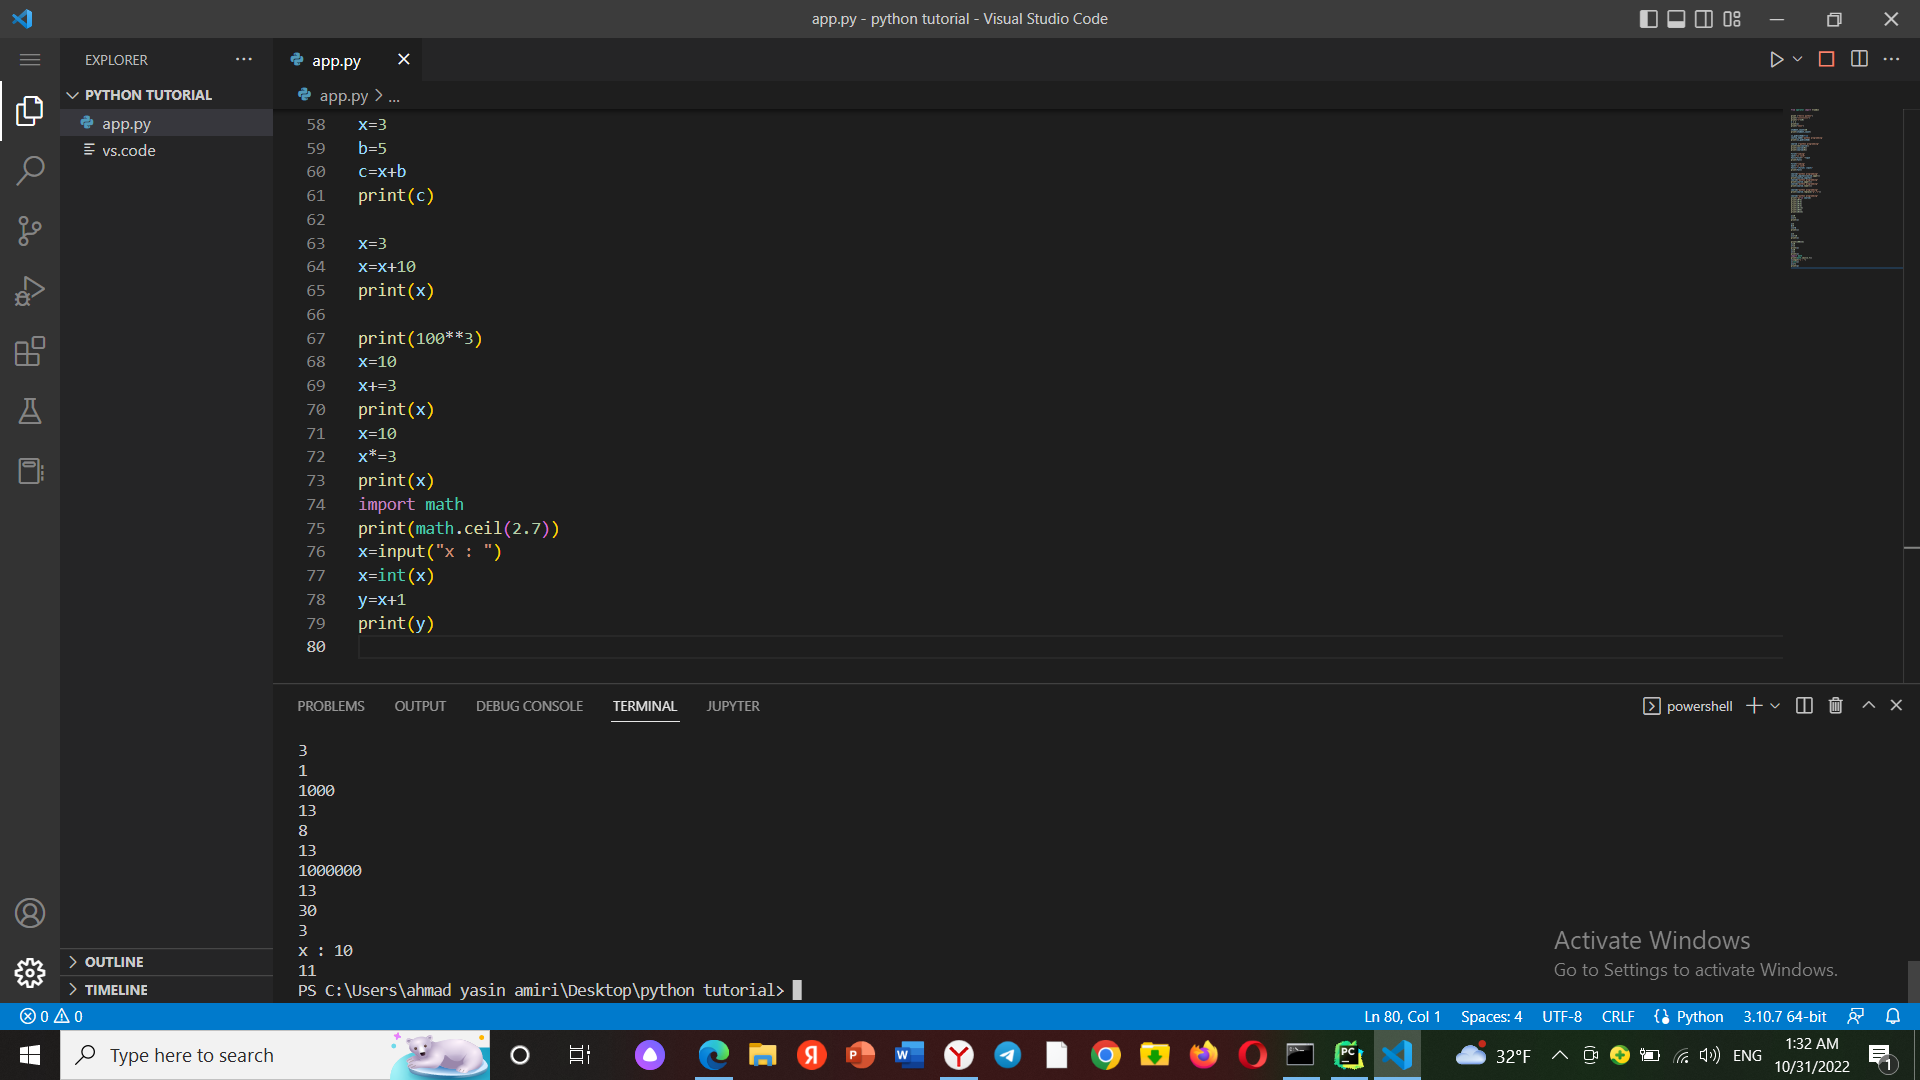 app.py - python tutorial - Visual Studio Code
EXPLORER
PYTHON TUTORIAL
app.py
vs.code
OUTLINE
TIMELINE
app.py
app.py > ...
58 x=3
59 b=5
60 c=x+b
61 print(c)
62
63 x=3
64 x=x+10
65 print(x)
66
67 print(100**3)
68 x=10
69 x+=3
70 print(x)
71 x=10
72 x*=3
73 print(x)
74 import math
75 print(math.ceil(2.7))
76 x=input("x : ")
77 x=int(x)
78 y=x+1
79 print(y)
80
PROBLEMS OUTPUT DEBUG CONSOLE TERMINAL JUPYTER
powershell
3
1
1000
13
8
13
1000000
13
30
3
x : 10
11
PS C:\Users\ahmad yasin amiri\Desktop\python tutorial>
Activate Windows
Go to Settings to activate Windows.
0 0 Ln 80, Col 1 Spaces: 4 UTF-8 CRLF Python 3.10.7 64-bit
Type here to search
32°F ENG
1:32 AM
10/31/2022
1